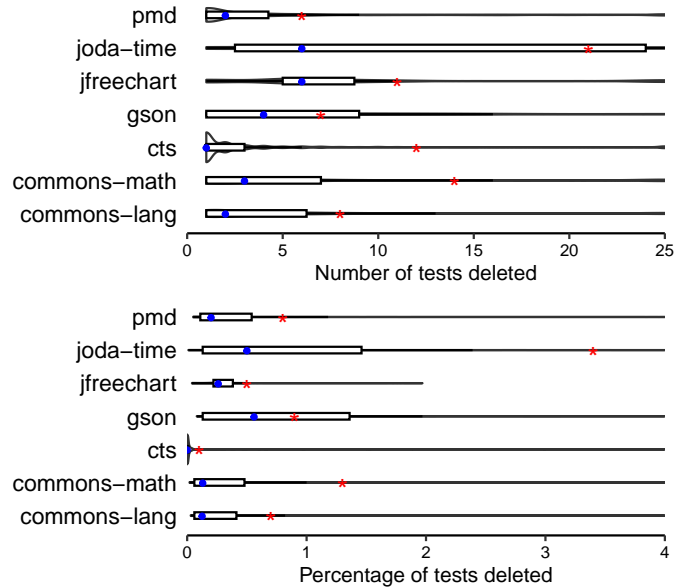 pmd
joda−time
jfreechart
gson
cts
commons−math
commons−lang
0 5 10 15 20 25
Number of tests deleted
pmd
joda−time
jfreechart
gson
cts
commons−math
commons−lang
0 1 2 3 4
Percentage of tests deleted